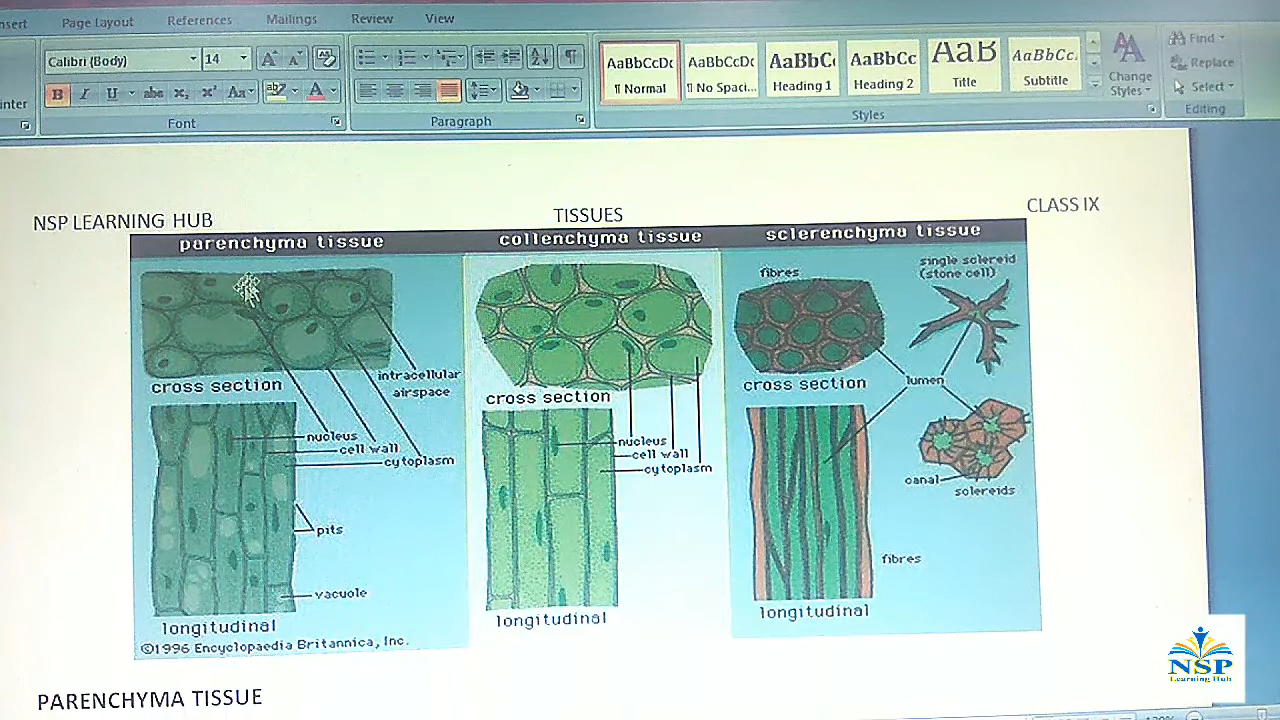 nsert Page Layout References Mailings Review View
Calibri (Body) 14
AaBbCcDc AaBbCcDc AaBbC AaBbCc AaB AaBbCc.
¶ Normal ¶ No Spaci... Heading 1 Heading 2 Title Subtitle
Change Styles
Find
Replace
Select
inter
Font Paragraph Styles Editing
NSP LEARNING HUB TISSUES CLASS IX
parenchyma tissue collenchyma tissue sclerenchyma tissue
cross section
intracellular
airspace
nucleus
cell wall
cytoplasm
pits
vacuole
longitudinal
©1996 Encyclopaedia Britannica, Inc.
cross section
nucleus
cell wall
cytoplasm
longitudinal
fibres
single sclereid
(stone cell)
cross section
lumen
canal
solereids
fibres
longitudinal
PARENCHYMA TISSUE
NSP
Learning Hub